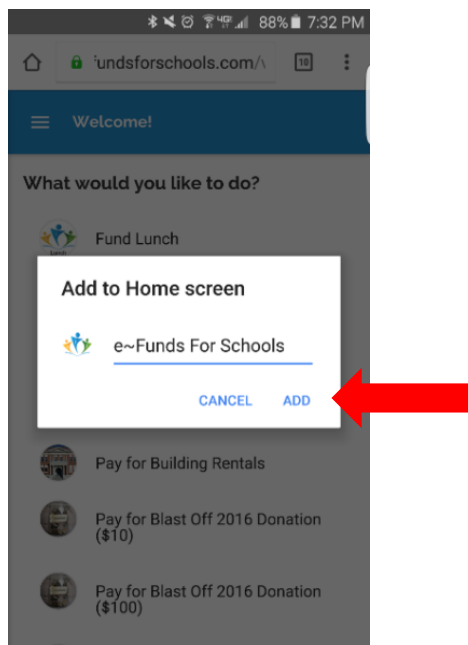 88% 7:32 PM
fundsforschools.com/v
10
Welcome!
What would you like to do?
Fund Lunch
Lunch
Add to Home screen
e~Funds For Schools
CANCEL ADD
Pay for Building Rentals
Pay for Blast Off 2016 Donation
($10)
Pay for Blast Off 2016 Donation
($100)